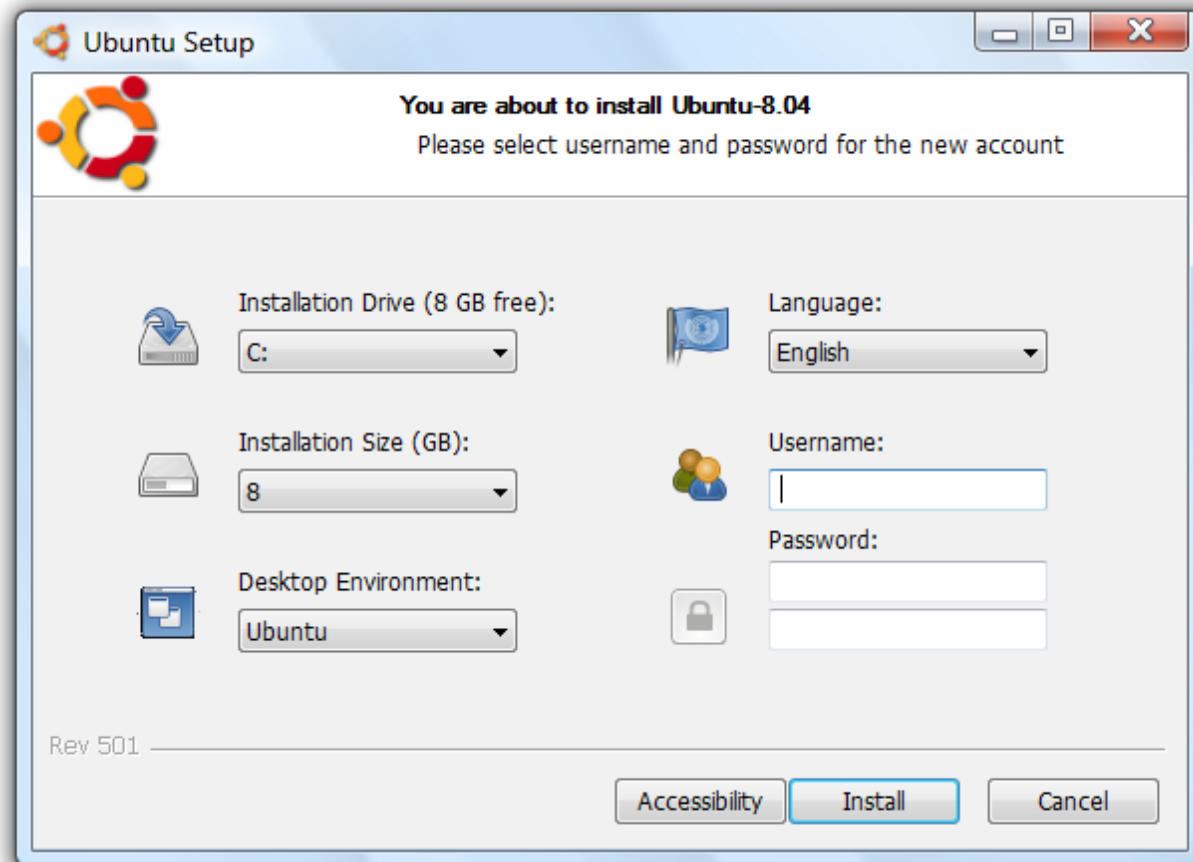 Ubuntu Setup
You are about to install Ubuntu-8.04
Please select username and password for the new account
Installation Drive (8 GB free):
C:
Installation Size (GB):
8
Desktop Environment:
Ubuntu
Language:
English
Username:
Password:
Rev 501
Accessibility
Install
Cancel